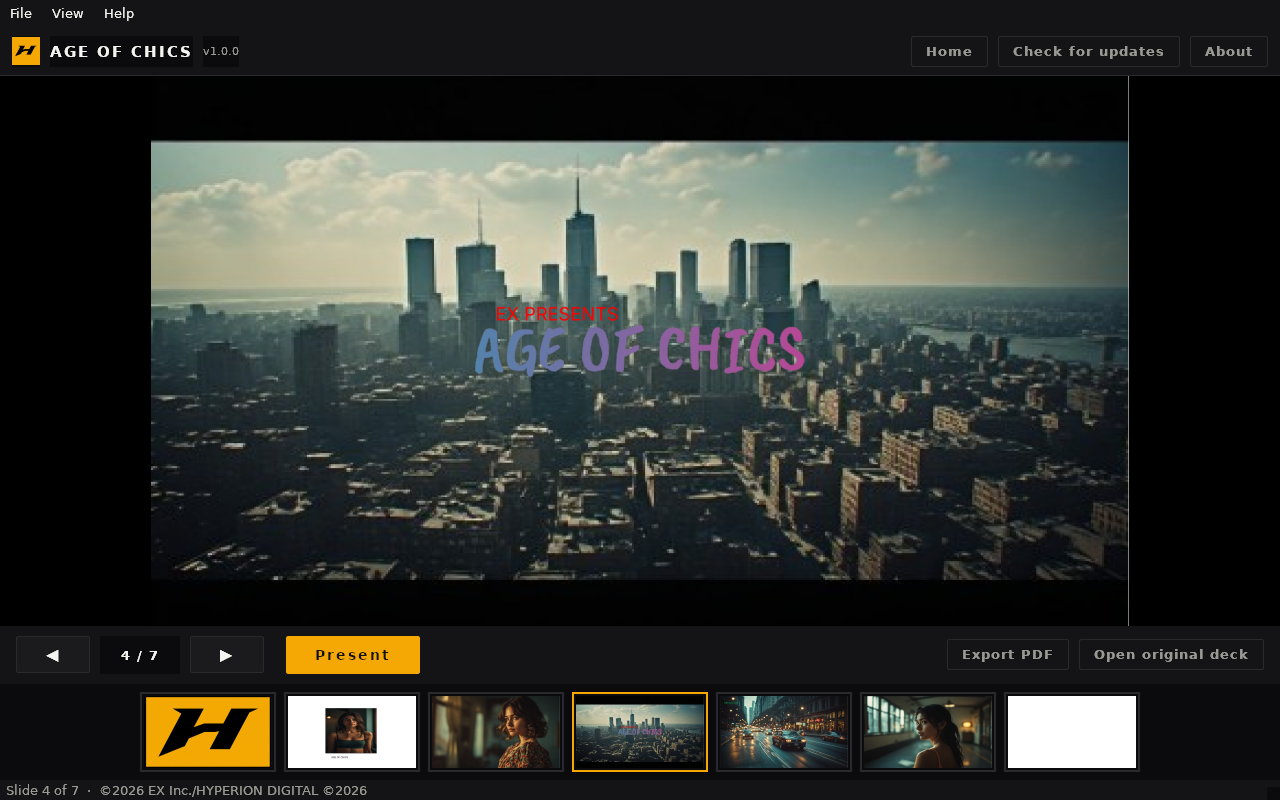 File View Help
AGE OF CHICS v1.0.0 Home Check for updates About
EX PRESENTS
AGE OF CHICS
4 / 7 Present Export PDF Open original deck
Slide 4 of 7 · ©2026 EX Inc./HYPERION DIGITAL ©2026